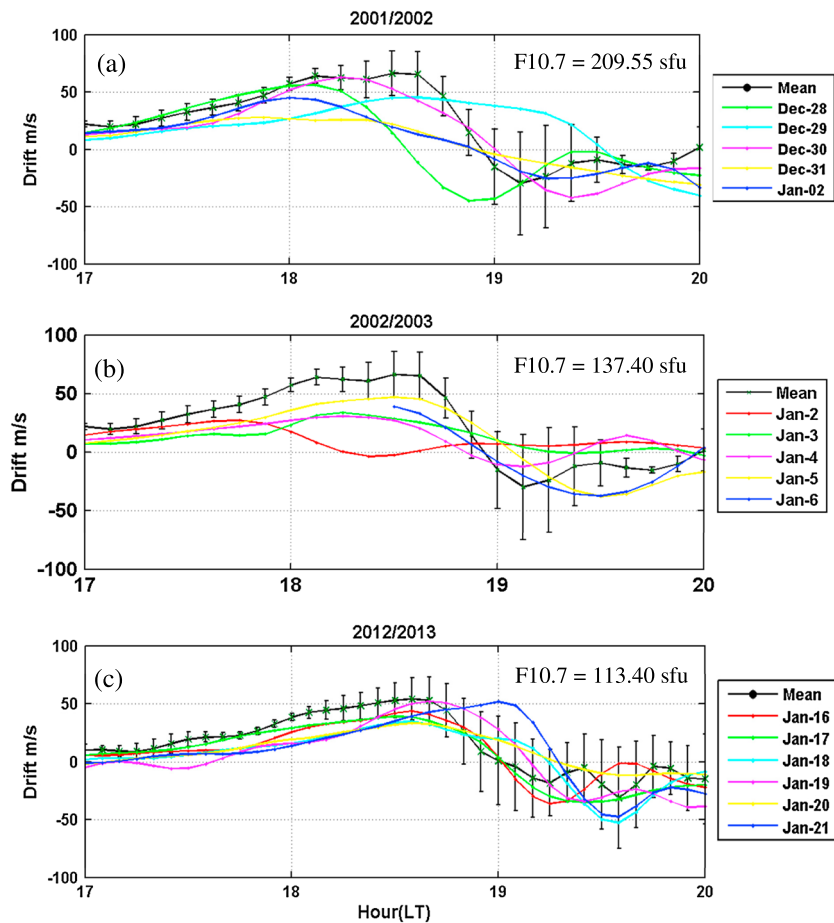 2001/2002
(a)
F10.7 = 209.55 sfu
Drift m/s
100
50
0
-50
-100
17
18
19
20
Mean
Dec-28
Dec-29
Dec-30
Dec-31
Jan-02
2002/2003
(b)
F10.7 = 137.40 sfu
Drift m/s
100
50
0
-50
-100
17
18
19
20
Mean
Jan-2
Jan-3
Jan-4
Jan-5
Jan-6
2012/2013
(c)
F10.7 = 113.40 sfu
Drift m/s
100
50
0
-50
-100
17
18
19
20
Hour(LT)
Mean
Jan-16
Jan-17
Jan-18
Jan-19
Jan-20
Jan-21